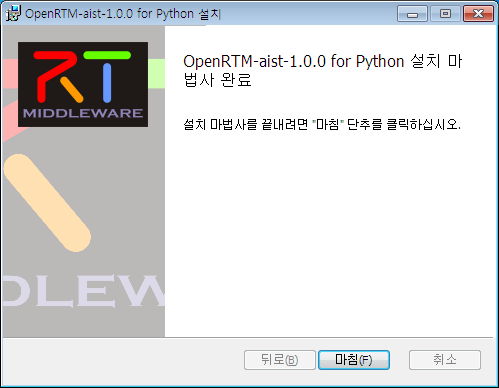 OpenRTM-aist-1.0.0 for Python 설치
RT
MIDDLEWARE
OpenRTM-aist-1.0.0 for Python 설치 마
법사 완료
설치 마법사를 끝내려면 "마침" 단추를 클릭하십시오.
DLEW
뒤로(B)
마침(F)
취소